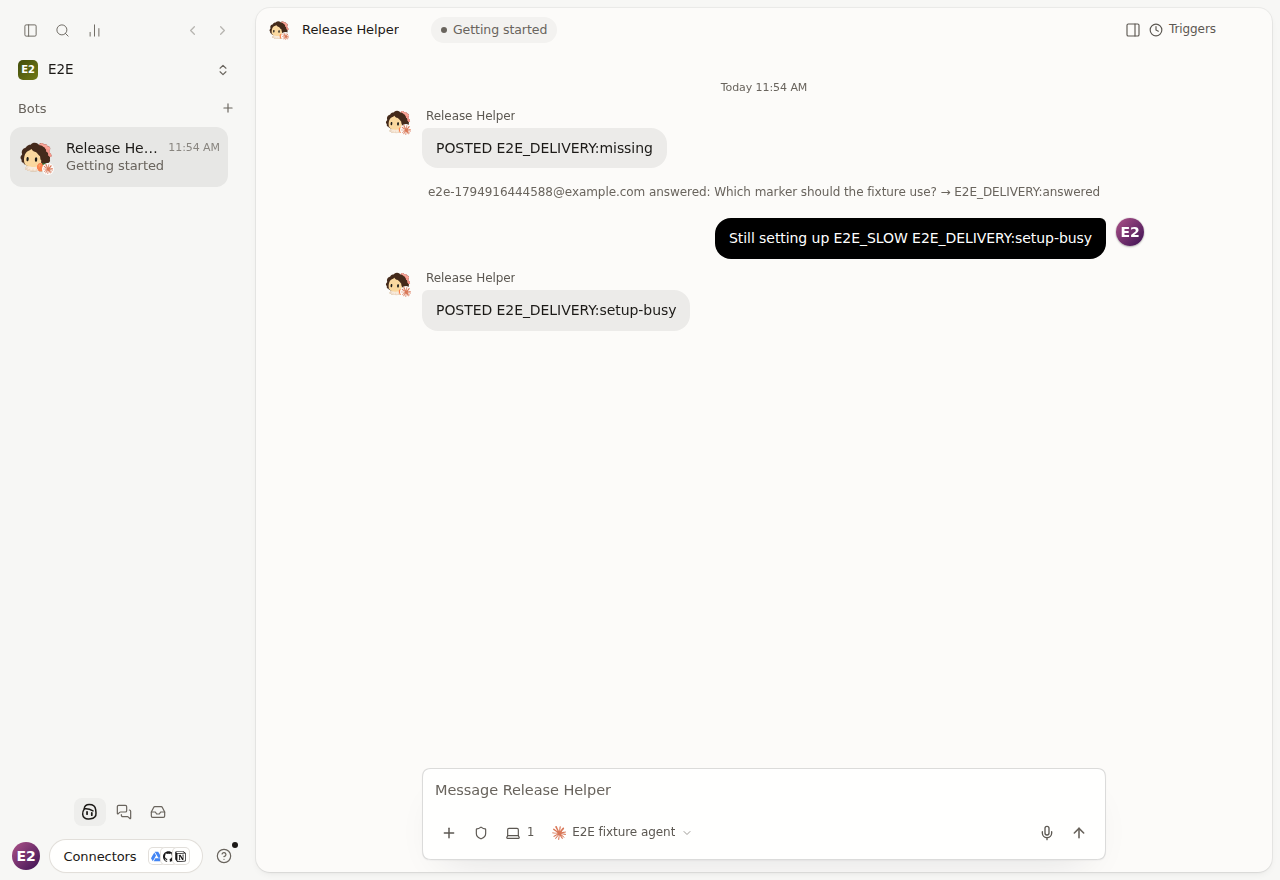 E2 E2E
Bots
Release He... 11:54 AM
Getting started
E2 Connectors
Release Helper
Getting started
Triggers
Today 11:54 AM
Release Helper
POSTED E2E_DELIVERY:missing
e2e-1794916444588@example.com answered: Which marker should the fixture use? → E2E_DELIVERY:answered
Still setting up E2E_SLOW E2E_DELIVERY:setup-busy
E2
Release Helper
POSTED E2E_DELIVERY:setup-busy
Message Release Helper
1 E2E fixture agent